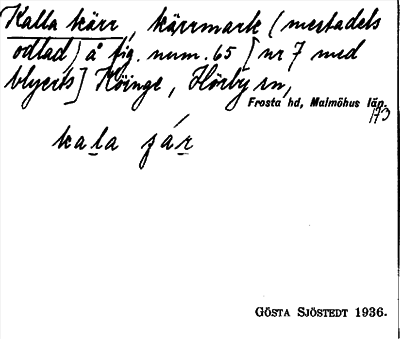 Kalla kärr, kärrmark (mestadels
odlad) å fig. num. 65 [nr 7 med
blyerts] Köinge, Hörby sn,
Frosta hd, Malmöhus län.
173
kala ʃár
GÖSTA SJÖSTEDT 1936.